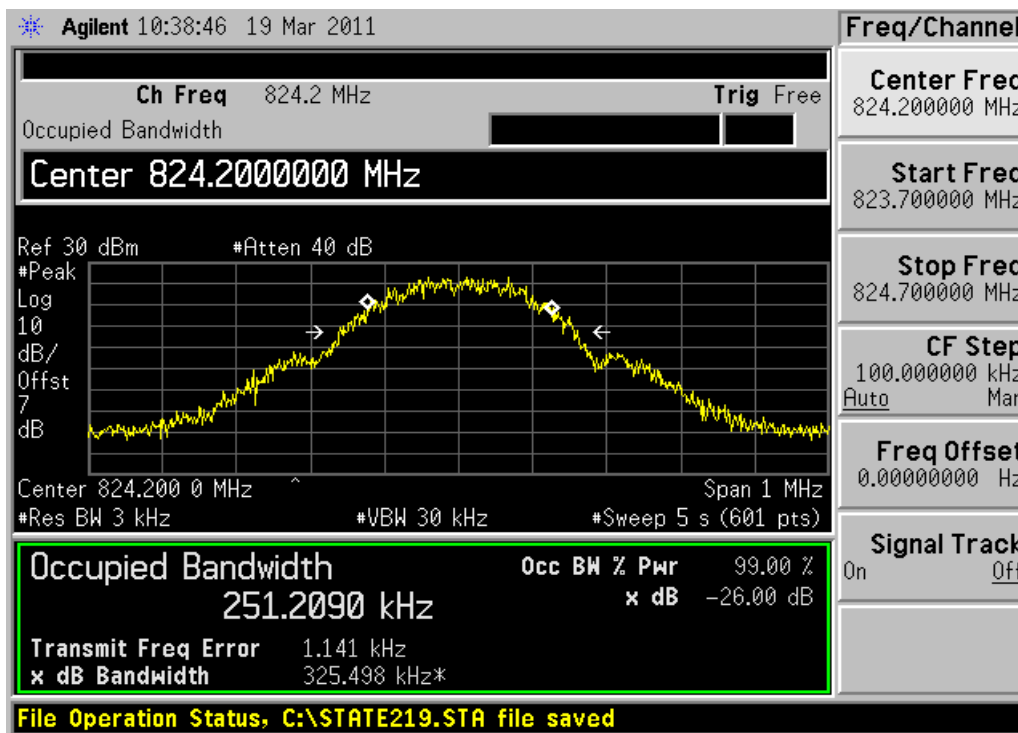 Agilent 10:38:46 19 Mar 2011
Freq/Channel
Ch Freq 824.2 MHz Trig Free
Occupied Bandwidth
Center 824.2000000 MHz
Ref 30 dBm #Atten 40 dB
#Peak
Log
10
dB/
Offst
7
dB
Center 824.200 0 MHz ^ Span 1 MHz
#Res BW 3 kHz #VBW 30 kHz #Sweep 5 s (601 pts)
Occupied Bandwidth
251.2090 kHz
Occ BW % Pwr 99.00 %
x dB -26.00 dB
Transmit Freq Error 1.141 kHz
x dB Bandwidth 325.498 kHz*
File Operation Status, C:\STATE219.STA file saved
Center Freq
824.200000 MHz
Start Freq
823.700000 MHz
Stop Freq
824.700000 MHz
CF Step
100.000000 kHz
Auto Man
Freq Offset
0.00000000 Hz
Signal Track
On Off